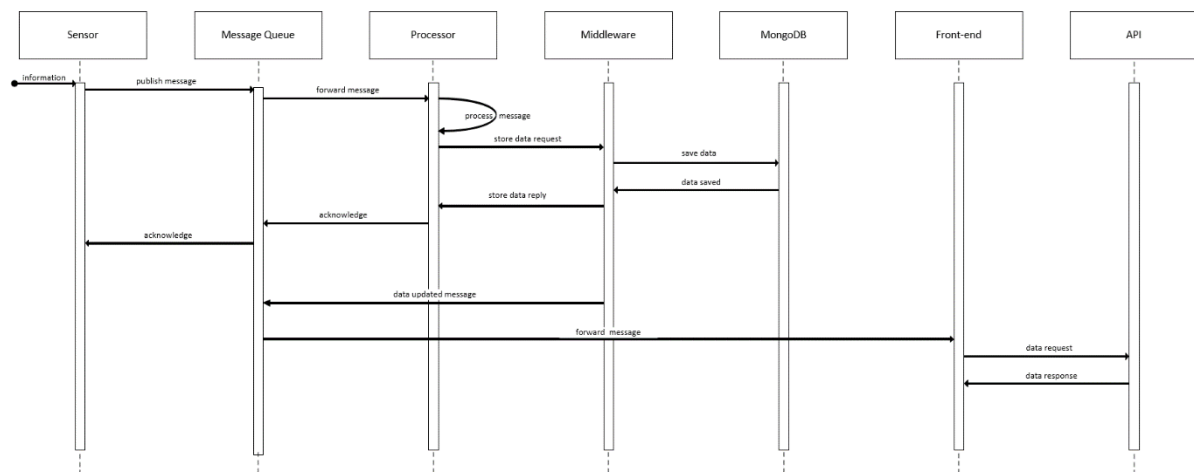 Sensor
Message Queue
Processor
Middleware
MongoDB
Front-end
API
information
publish message
forward message
process message
store data request
save data
data saved
store data reply
acknowledge
acknowledge
data updated message
forward message
data request
data response